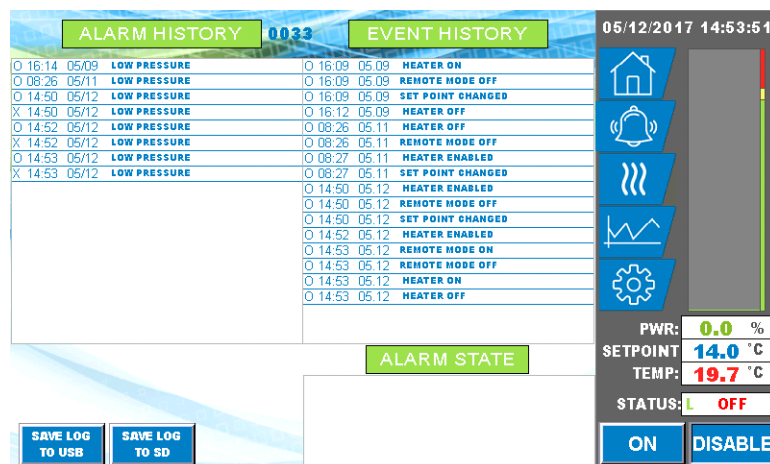 ALARM HISTORY 0033 EVENT HISTORY
05/12/2017 14:53:51
O 16:14 05/09 LOW PRESSURE
O 08:26 05/11 LOW PRESSURE
O 14:50 05/12 LOW PRESSURE
X 14:50 05/12 LOW PRESSURE
O 14:52 05/12 LOW PRESSURE
X 14:52 05/12 LOW PRESSURE
O 14:53 05/12 LOW PRESSURE
X 14:53 05/12 LOW PRESSURE
O 16:09 05.09 HEATER ON
O 16:09 05.09 REMOTE MODE OFF
O 16:09 05.09 SET POINT CHANGED
O 16:12 05.09 HEATER OFF
O 08:26 05.11 HEATER OFF
O 08:26 05.11 REMOTE MODE OFF
O 08:27 05.11 HEATER ENABLED
O 08:27 05.11 SET POINT CHANGED
O 14:50 05.12 HEATER ENABLED
O 14:50 05.12 REMOTE MODE OFF
O 14:50 05.12 SET POINT CHANGED
O 14:52 05.12 HEATER ENABLED
O 14:53 05.12 REMOTE MODE ON
O 14:53 05.12 REMOTE MODE OFF
O 14:53 05.12 HEATER ON
O 14:53 05.12 HEATER OFF
ALARM STATE
PWR: 0.0 %
SETPOINT 14.0 °C
TEMP: 19.7 °C
STATUS: L OFF
SAVE LOG
TO USB
SAVE LOG
TO SD
ON
DISABLE